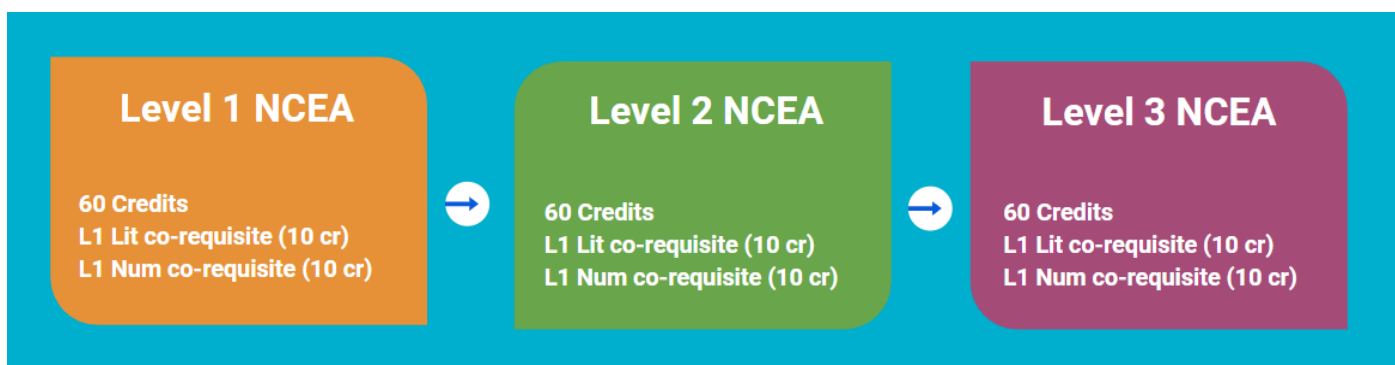 Level 1 NCEA
60 Credits
L1 Lit co-requisite (10 cr)
L1 Num co-requisite (10 cr)
Level 2 NCEA
60 Credits
L1 Lit co-requisite (10 cr)
L1 Num co-requisite (10 cr)
Level 3 NCEA
60 Credits
L1 Lit co-requisite (10 cr)
L1 Num co-requisite (10 cr)